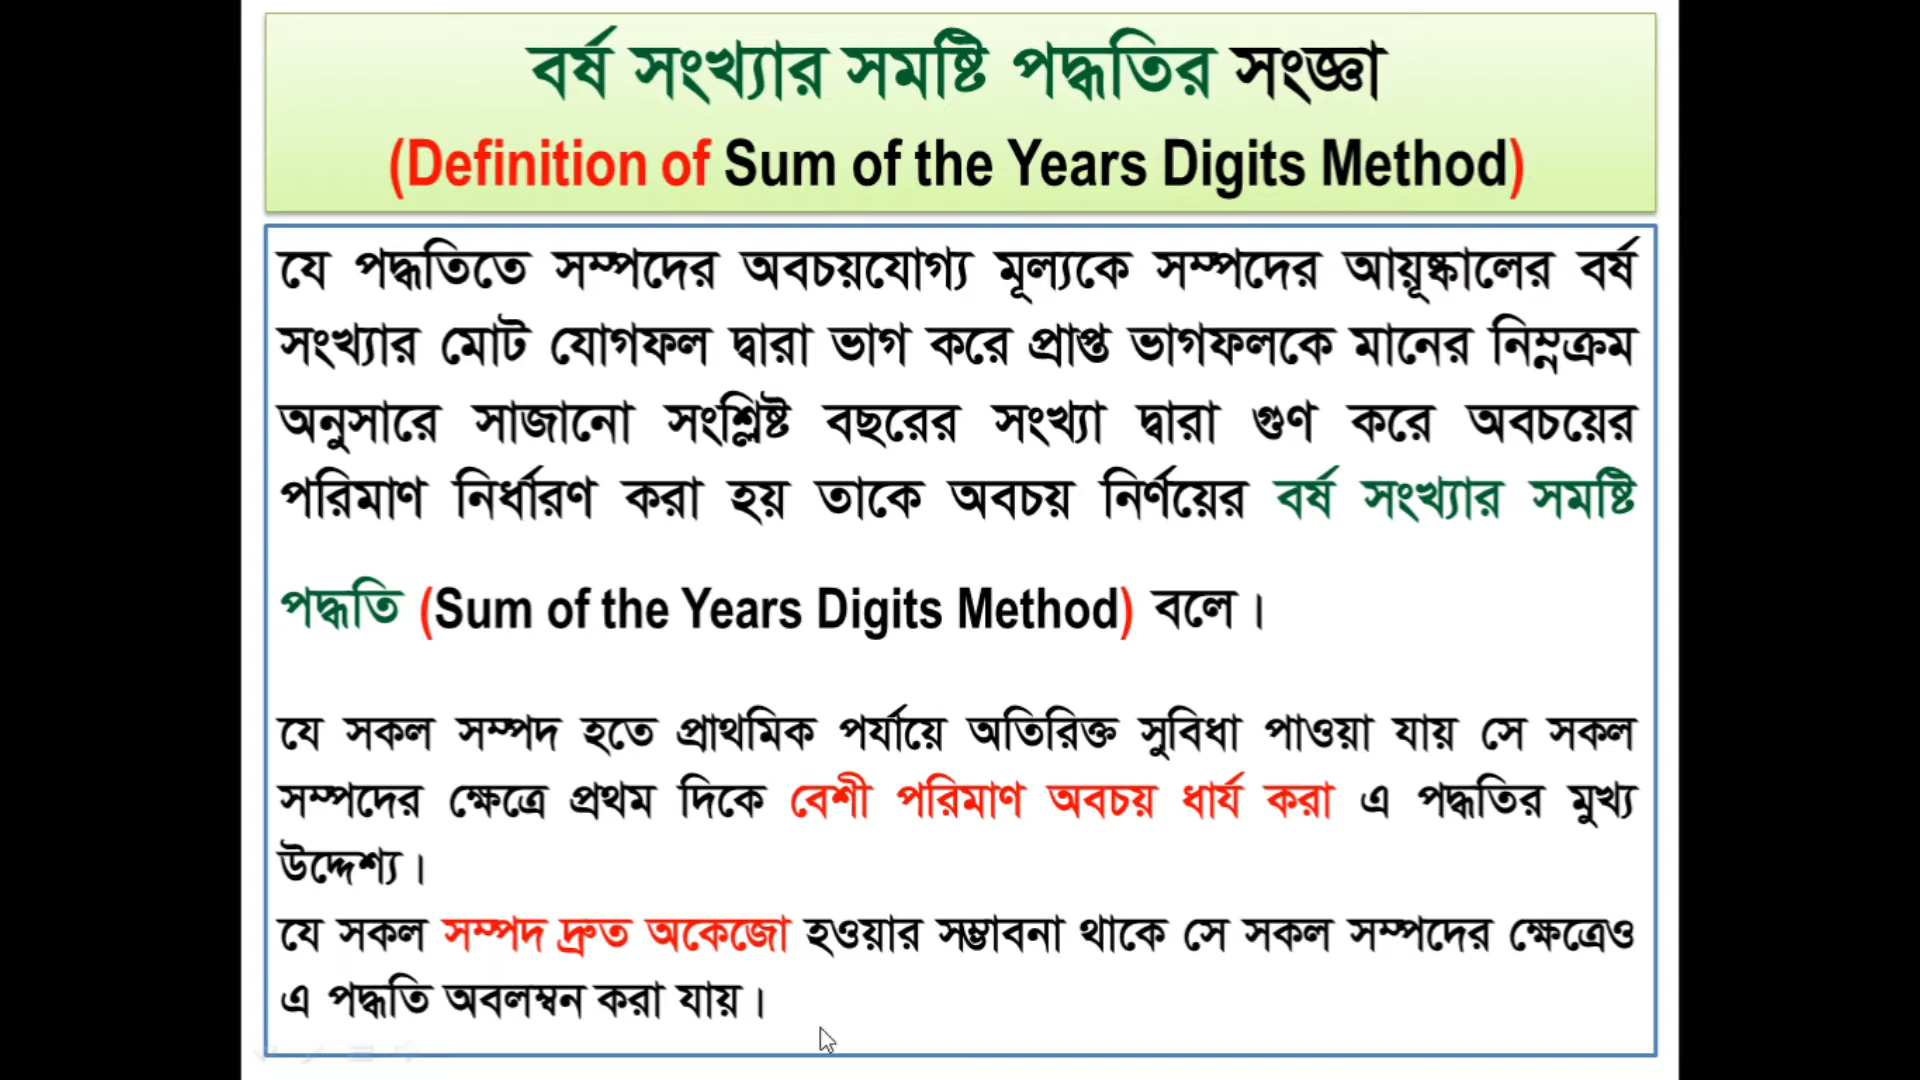 বর্ষ সংখ্যার সমষ্টি পদ্ধতির সংজ্ঞা
(Definition of Sum of the Years Digits Method)
যে পদ্ধতিতে সম্পদের অবচয়যোগ্য মূল্যকে সম্পদের আয়ূষ্কালের বর্ষ
সংখ্যার মোট যোগফল দ্বারা ভাগ করে প্রাপ্ত ভাগফলকে মানের নিম্নক্রম
অনুসারে সাজানো সংশ্লিষ্ট বছরের সংখ্যা দ্বারা গুণ করে অবচয়ের
পরিমাণ নির্ধারণ করা হয় তাকে অবচয় নির্ণয়ের বর্ষ সংখ্যার সমষ্টি
পদ্ধতি (Sum of the Years Digits Method) বলে।
যে সকল সম্পদ হতে প্রাথমিক পর্যায়ে অতিরিক্ত সুবিধা পাওয়া যায় সে সকল
সম্পদের ক্ষেত্রে প্রথম দিকে বেশী পরিমাণ অবচয় ধার্য করা এ পদ্ধতির মুখ্য
উদ্দেশ্য।
যে সকল সম্পদ দ্রুত অকেজো হওয়ার সম্ভাবনা থাকে সে সকল সম্পদের ক্ষেত্রেও
এ পদ্ধতি অবলম্বন করা যায়।